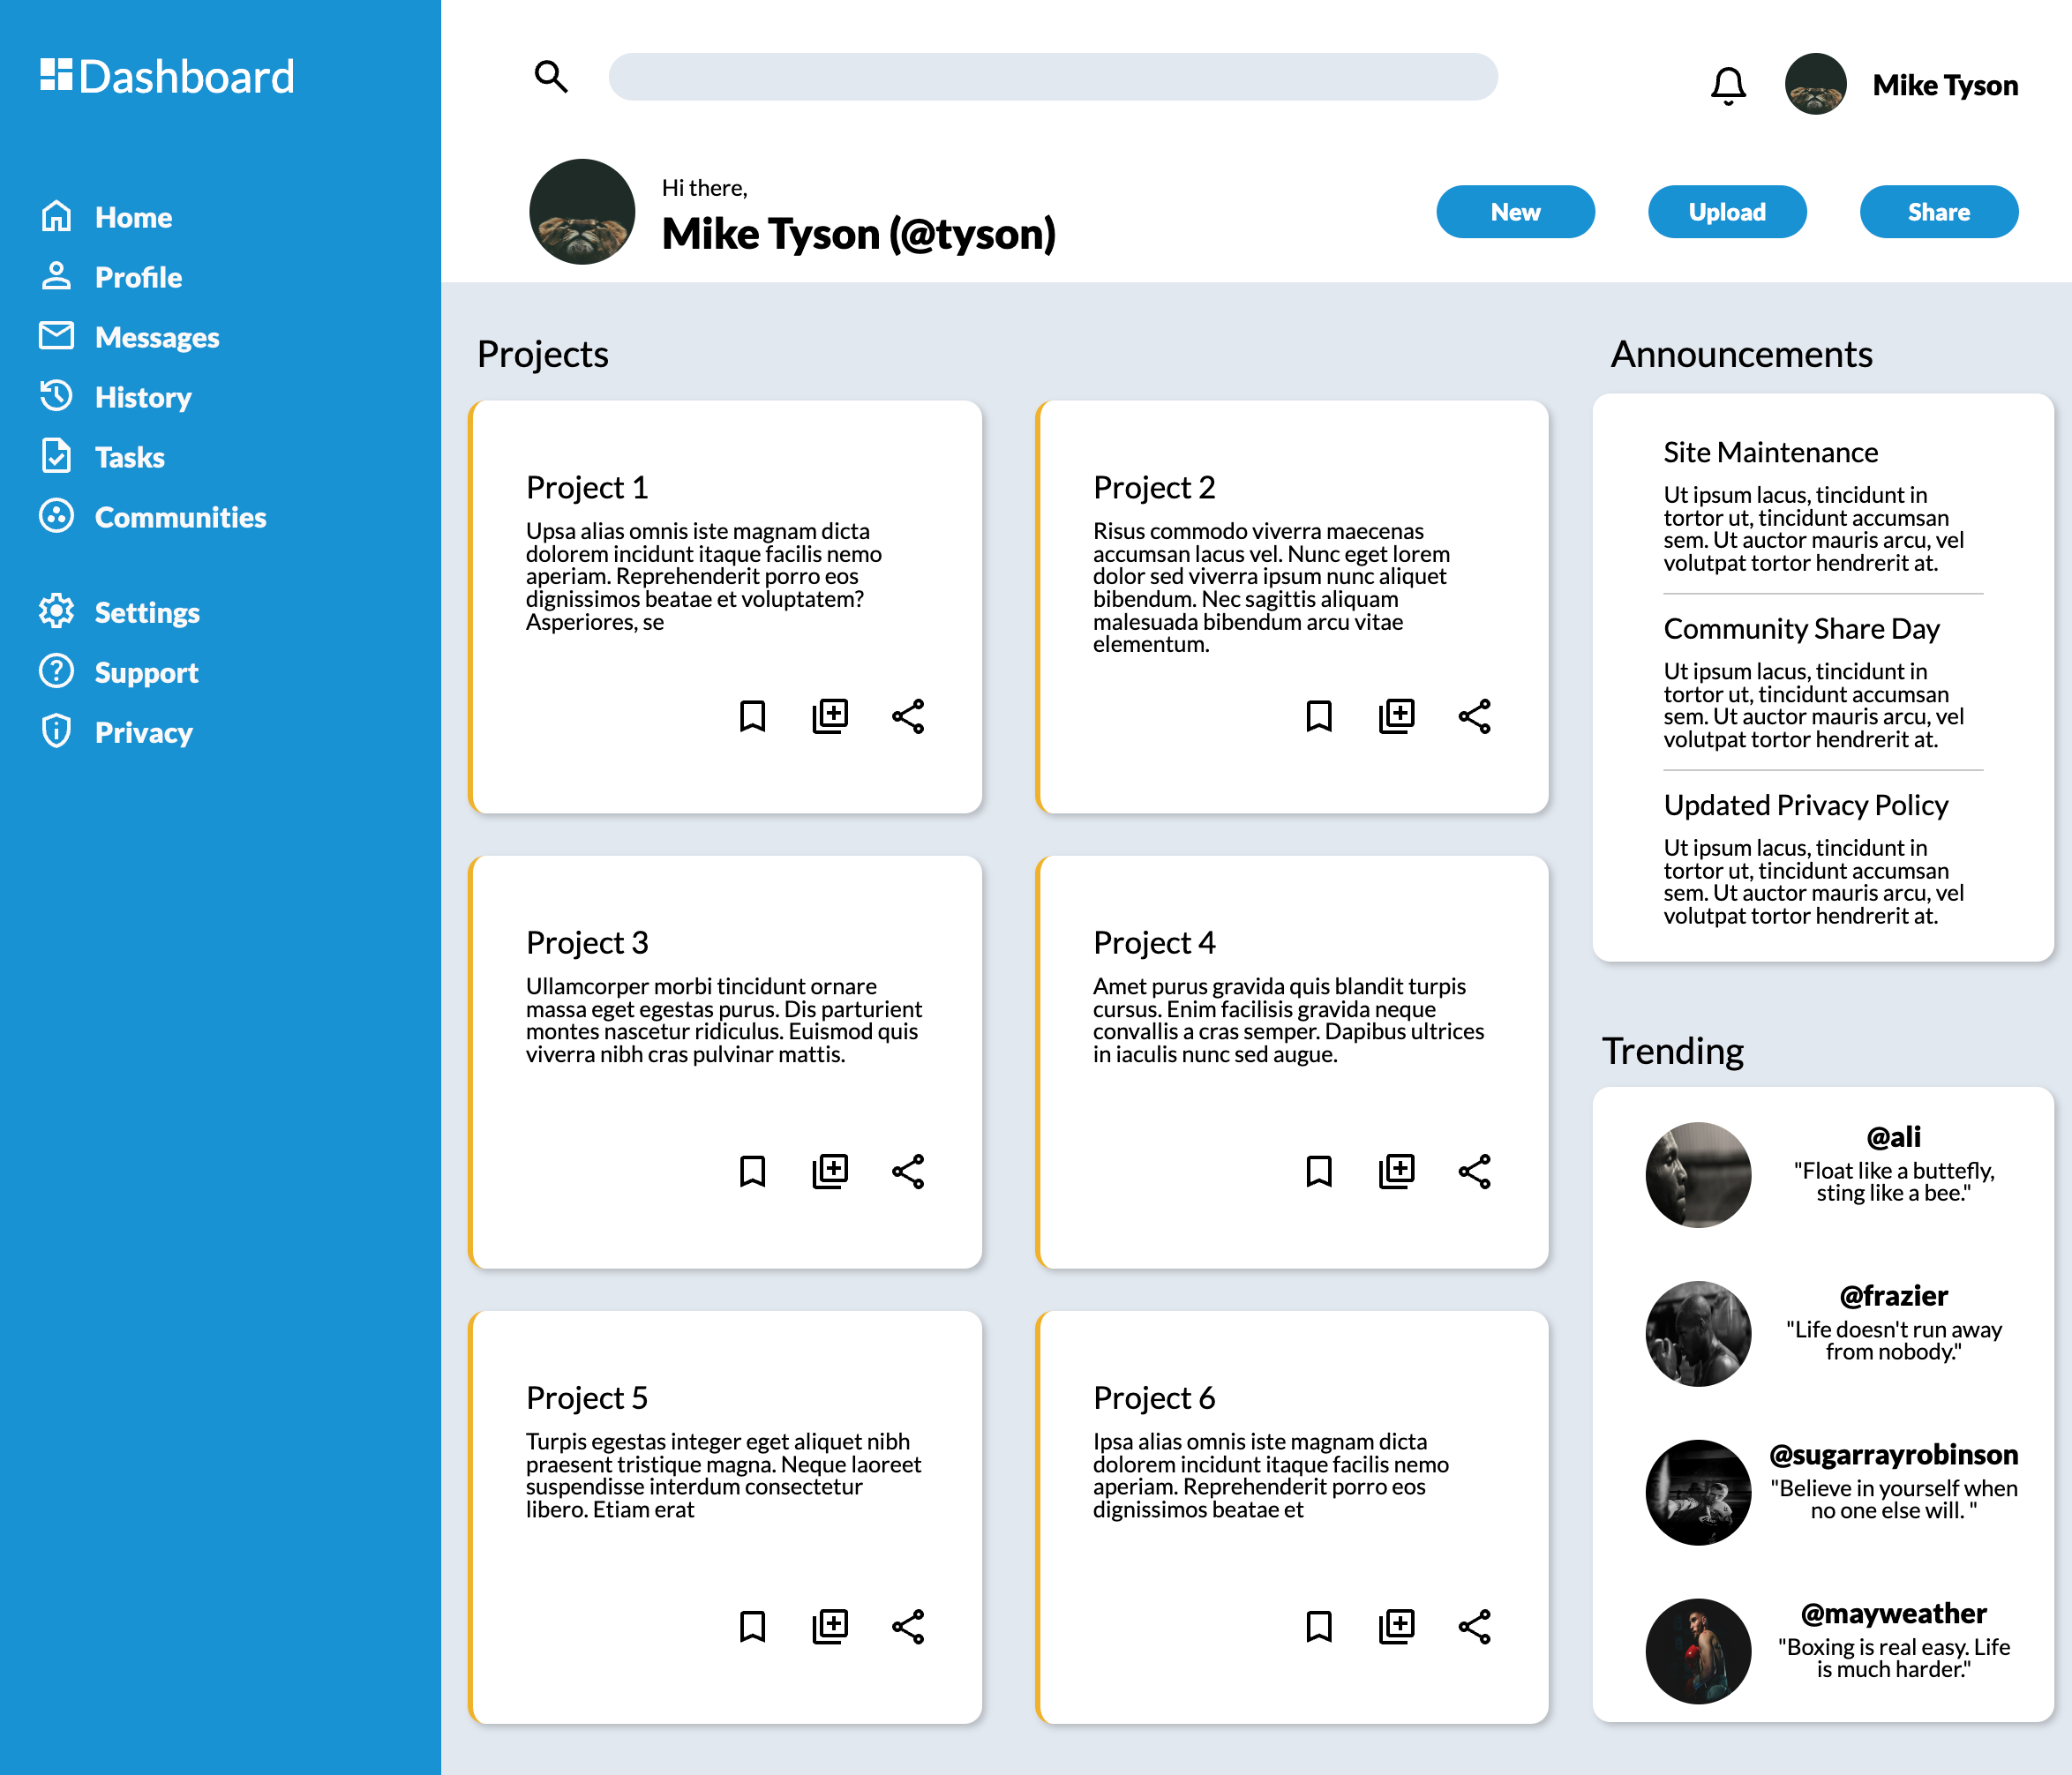 Dashboard
Home
Profile
Messages
History
Tasks
Communities
Settings
Support
Privacy
Mike Tyson
Hi there,
Mike Tyson (@tyson)
New
Upload
Share
Projects
Project 1
Upsa alias omnis iste magnam dicta
dolorem incidunt itaque facilis nemo
aperiam. Reprehenderit porro eos
dignissimos beatae et voluptatem?
Asperiores, se
Project 2
Risus commodo viverra maecenas
accumsan lacus vel. Nunc eget lorem
dolor sed viverra ipsum nunc aliquet
bibendum. Nec sagittis aliquam
malesuada bibendum arcu vitae
elementum.
Project 3
Ullamcorper morbi tincidunt ornare
massa eget egestas purus. Dis parturient
montes nascetur ridiculus. Euismod quis
viverra nibh cras pulvinar mattis.
Project 4
Amet purus gravida quis blandit turpis
cursus. Enim facilisis gravida neque
convallis a cras semper. Dapibus ultrices
in iaculis nunc sed augue.
Project 5
Turpis egestas integer eget aliquet nibh
praesent tristique magna. Neque laoreet
suspendisse interdum consectetur
libero. Etiam erat
Project 6
Ipsa alias omnis iste magnam dicta
dolorem incidunt itaque facilis nemo
aperiam. Reprehenderit porro eos
dignissimos beatae et
Announcements
Site Maintenance
Ut ipsum lacus, tincidunt in
tortor ut, tincidunt accumsan
sem. Ut auctor mauris arcu, vel
volutpat tortor hendrerit at.
Community Share Day
Ut ipsum lacus, tincidunt in
tortor ut, tincidunt accumsan
sem. Ut auctor mauris arcu, vel
volutpat tortor hendrerit at.
Updated Privacy Policy
Ut ipsum lacus, tincidunt in
tortor ut, tincidunt accumsan
sem. Ut auctor mauris arcu, vel
volutpat tortor hendrerit at.
Trending
@ali
"Float like a buttefly,
sting like a bee."
@frazier
"Life doesn't run away
from nobody."
@sugarrayrobinson
"Believe in yourself when
no one else will. "
@mayweather
"Boxing is real easy. Life
is much harder."